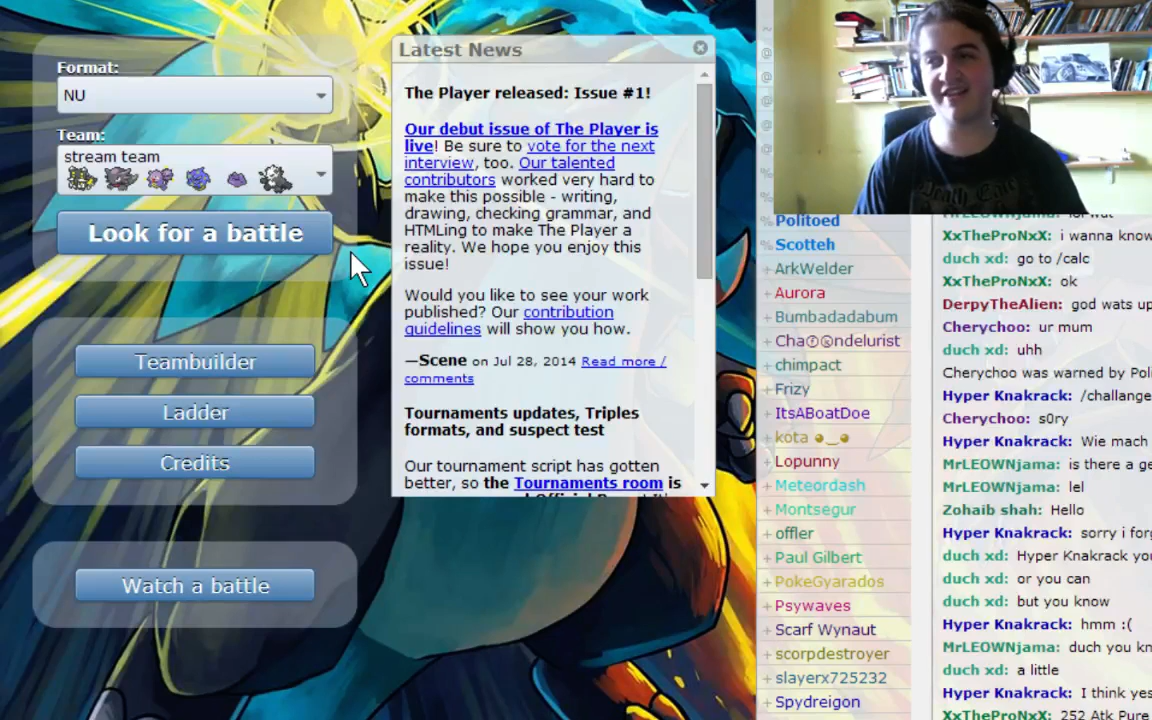 Format:
NU
Team:
stream team
Look for a battle
Teambuilder
Ladder
Credits
Watch a battle
Latest News
The Player released: Issue #1!
Our debut issue of The Player is
live! Be sure to vote for the next
interview, too. Our talented
contributors worked very hard to
make this possible - writing,
drawing, checking grammar, and
HTMLing to make The Player a
reality. We hope you enjoy this
issue!
Would you like to see your work
published? Our contribution
guidelines will show you how.
—Scene on Jul 28, 2014 Read more /
comments
Tournaments updates, Triples
formats, and suspect test
Our tournament script has gotten
better, so the Tournaments room is
~
@
@
@
@
%
%
% Politoed
% Scotteh
+ ArkWelder
+ Aurora
+ Bumbadadabum
+ Chaⓕⓧndelurist
+ chimpact
+ Frizy
+ ItsABoatDoe
+ kota ◕‿◕
+ Lopunny
+ Meteordash
+ Montsegur
+ offler
+ Paul Gilbert
+ PokeGyarados
+ Psywaves
+ Scarf Wynaut
+ scorpdestroyer
+ slayerx725232
+ Spydreigon
XxTheProNxX: i wanna know
duch xd: go to /calc
XxTheProNxX: ok
DerpyTheAlien: god wats up
Cherychoo: ur mum
duch xd: uhh
Cherychoo was warned by Poli
Hyper Knakrack: /challange
Cherychoo: s0ry
Hyper Knakrack: Wie mach
MrLEOWNjama: is there a ge
MrLEOWNjama: lel
Zohaib shah: Hello
Hyper Knakrack: sorry i forg
duch xd: Hyper Knakrack you
duch xd: or you can
duch xd: but you know
Hyper Knakrack: hmm :(
MrLEOWNjama: duch you kn
duch xd: a little
Hyper Knakrack: I think yes
XxTheProNxX: 252 Atk Pure